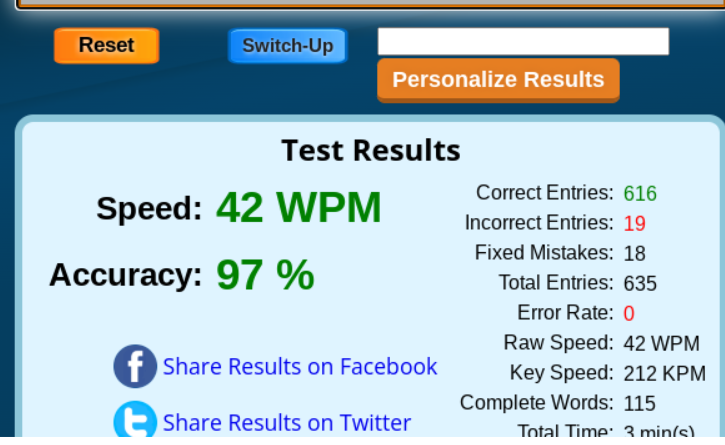 Reset
Switch-Up
Personalize Results
Test Results
Speed: 42 WPM
Accuracy: 97 %
Share Results on Facebook
Share Results on Twitter
Correct Entries: 616
Incorrect Entries: 19
Fixed Mistakes: 18
Total Entries: 635
Error Rate: 0
Raw Speed: 42 WPM
Key Speed: 212 KPM
Complete Words: 115
Total Time: 3 min(s)